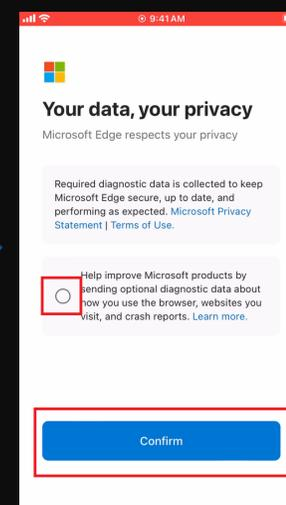 9:41 AM
Your data, your privacy
Microsoft Edge respects your privacy
Required diagnostic data is collected to keep
Microsoft Edge secure, up to date, and
performing as expected. Microsoft Privacy
Statement | Terms of Use.
Help improve Microsoft products by
sending optional diagnostic data about
how you use the browser, websites you
visit, and crash reports. Learn more.
Confirm